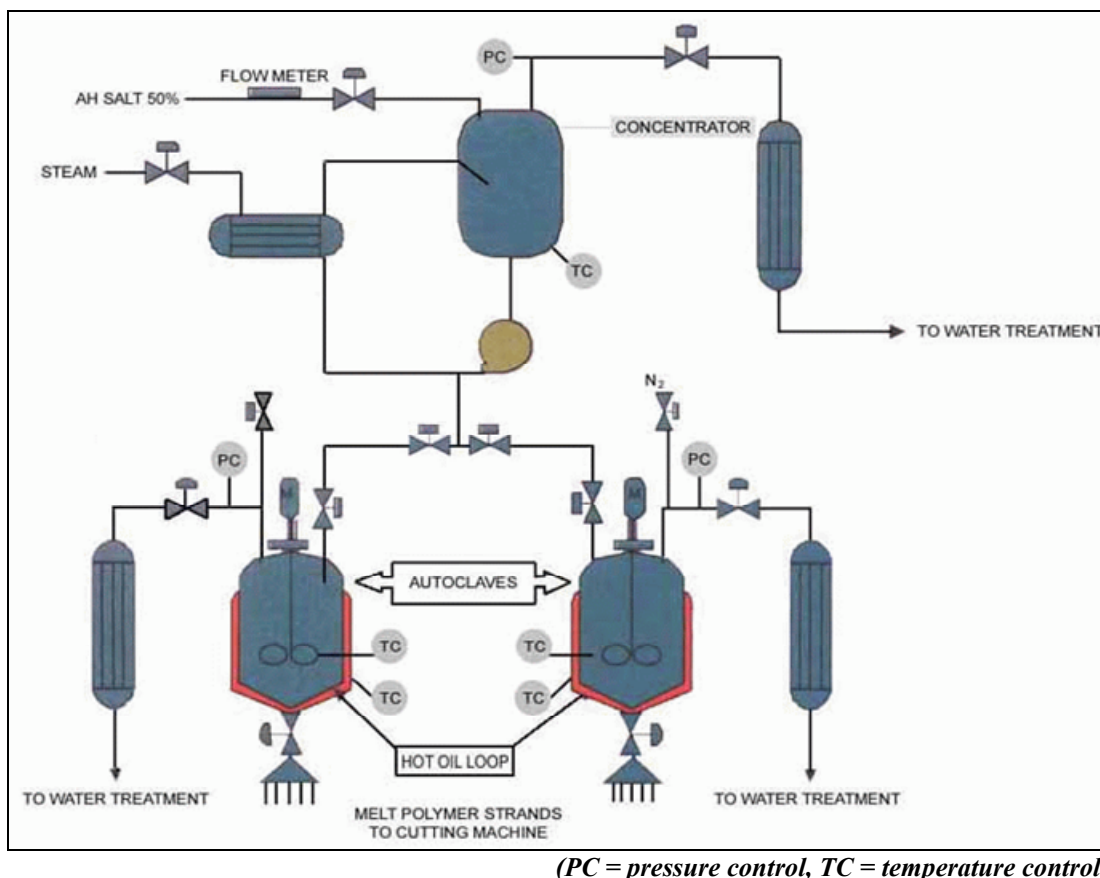 PC
FLOW METER
AH SALT 50%
CONCENTRATOR
STEAM
TC
TO WATER TREATMENT
N₂
PC
PC
M
M
AUTOCLAVES
TC
TC
TC
TC
HOT OIL LOOP
TO WATER TREATMENT
MELT POLYMER STRANDS
TO CUTTING MACHINE
TO WATER TREATMENT
(PC = pressure control, TC = temperature control